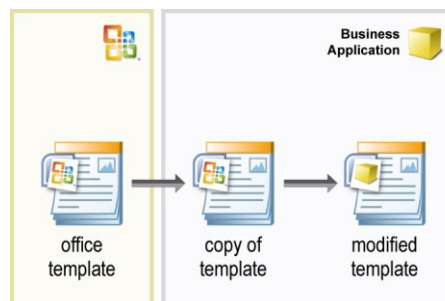 Business
Application
office
template
copy of
template
modified
template